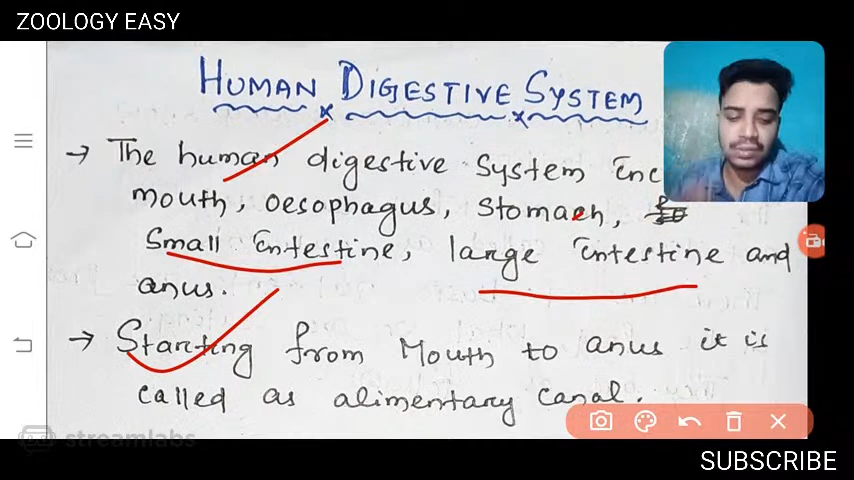 ZOOLOGY EASY
HUMAN DIGESTIVE SYSTEM
→ The human digestive System Inc
mouth, oesophagus, Stomach,
Small Intestine, large Intestine and
anus.
→ Starting from Mouth to anus it is
called as alimentary canal.
streamlabs
SUBSCRIBE